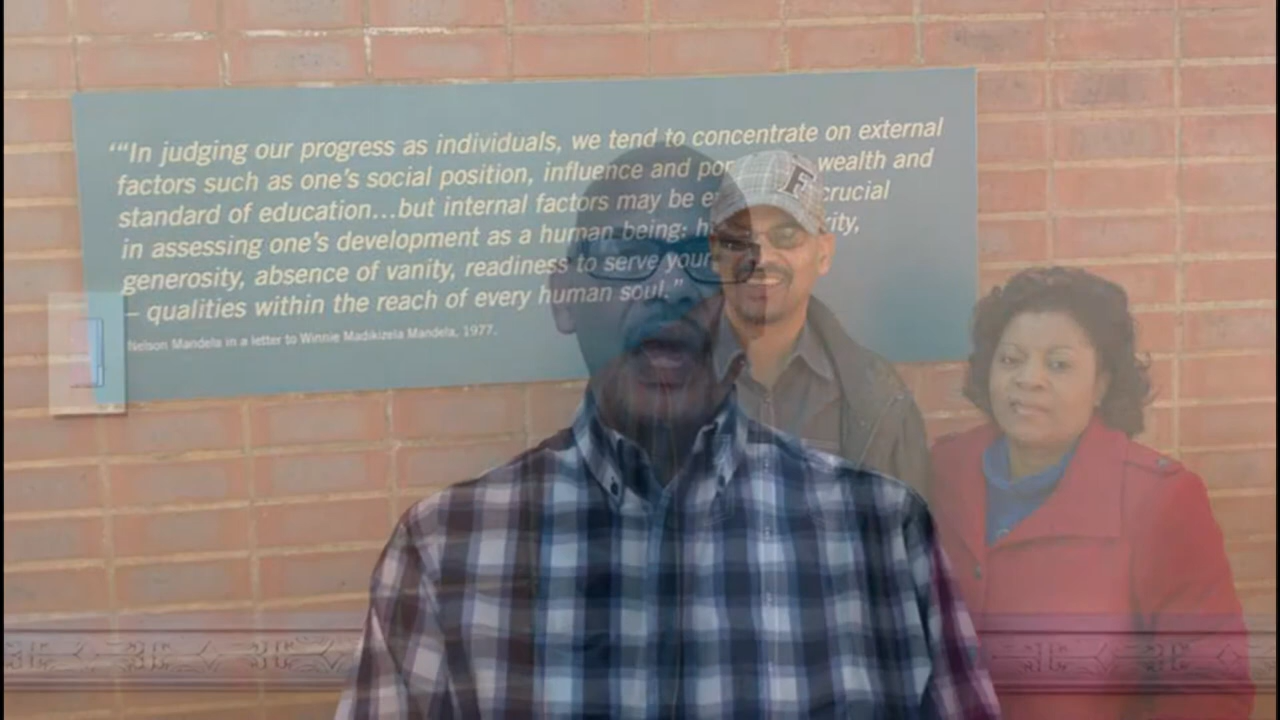 "“In judging our progress as individuals, we tend to concentrate on external
factors such as one's social position, influence and wealth and
standard of education...but internal factors may be crucial
in assessing one's development as a human being:
generosity, absence of vanity, readiness to serve your
– qualities within the reach of every human soul.”
Nelson Mandela in a letter to Winnie Madikizela Mandela, 1977.
F